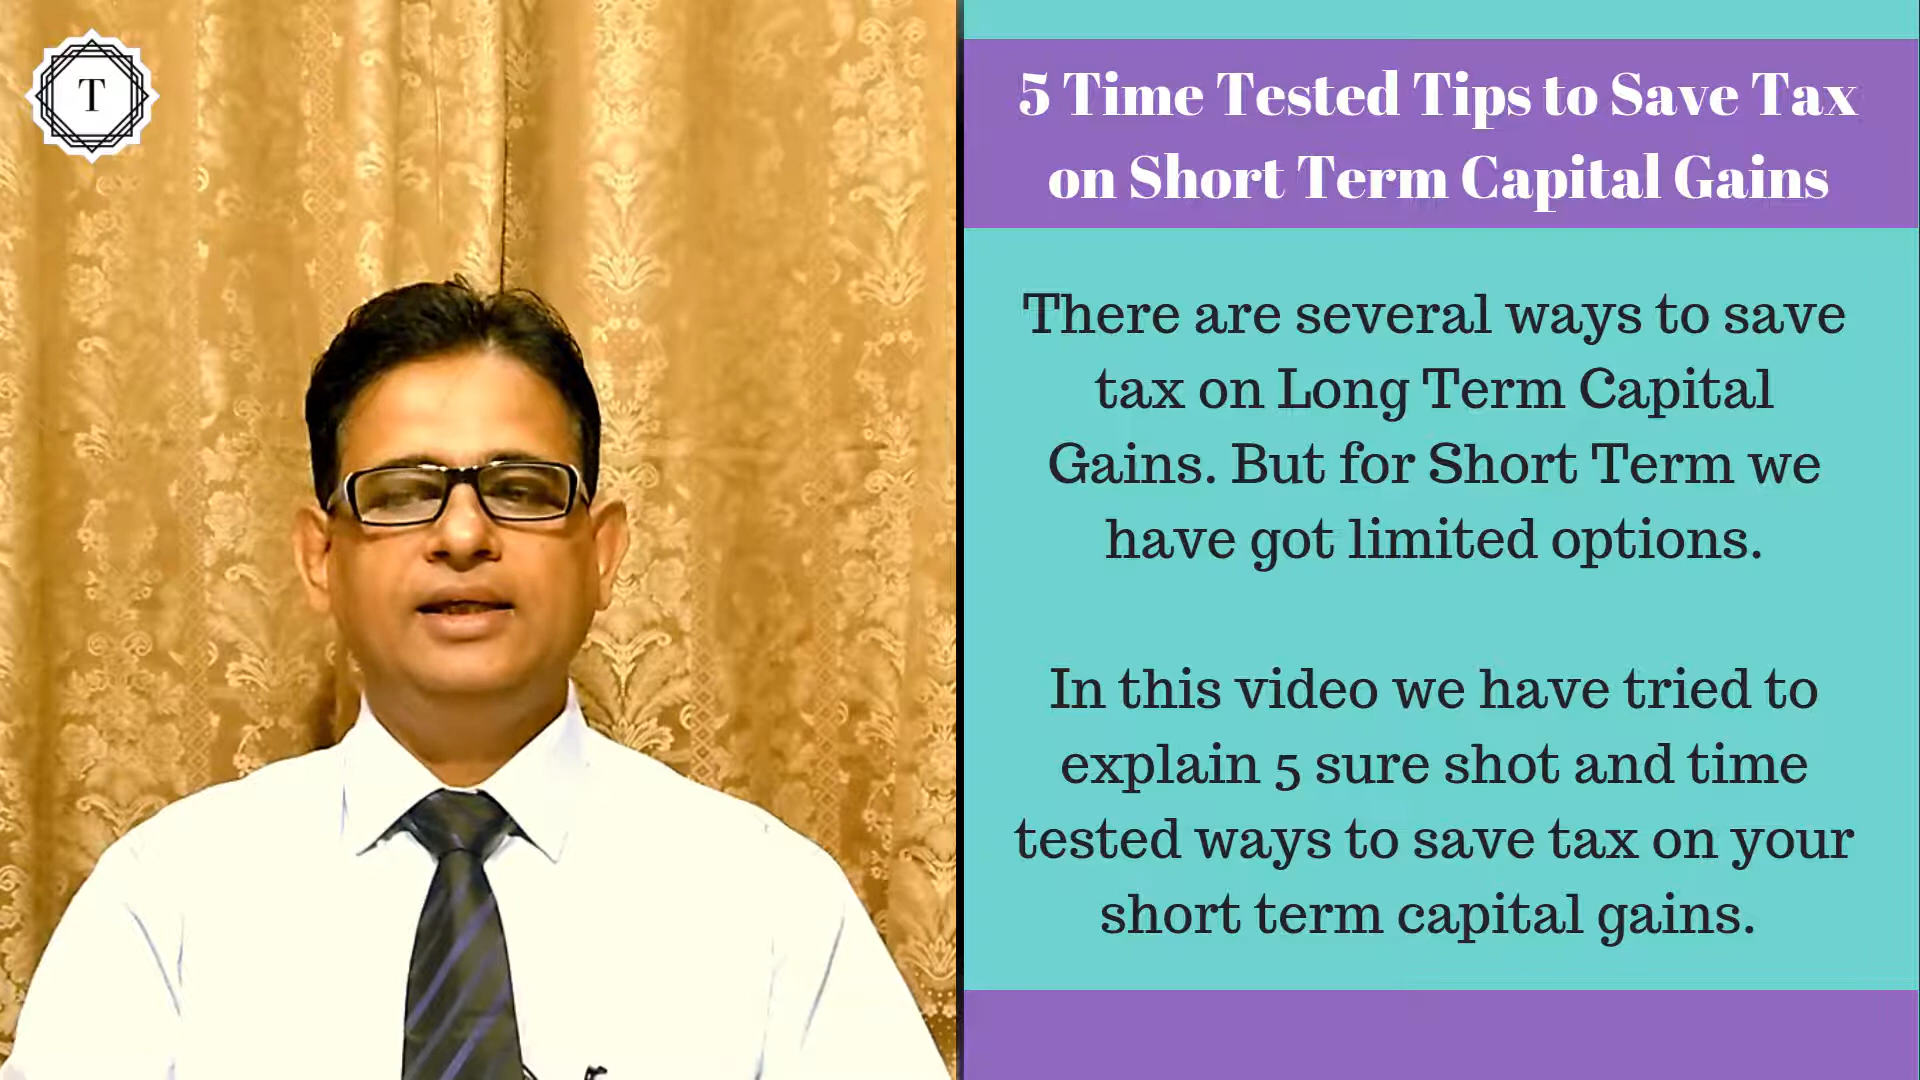 T
5 Time Tested Tips to Save Tax
on Short Term Capital Gains
There are several ways to save
tax on Long Term Capital
Gains. But for Short Term we
have got limited options.
In this video we have tried to
explain 5 sure shot and time
tested ways to save tax on your
short term capital gains.